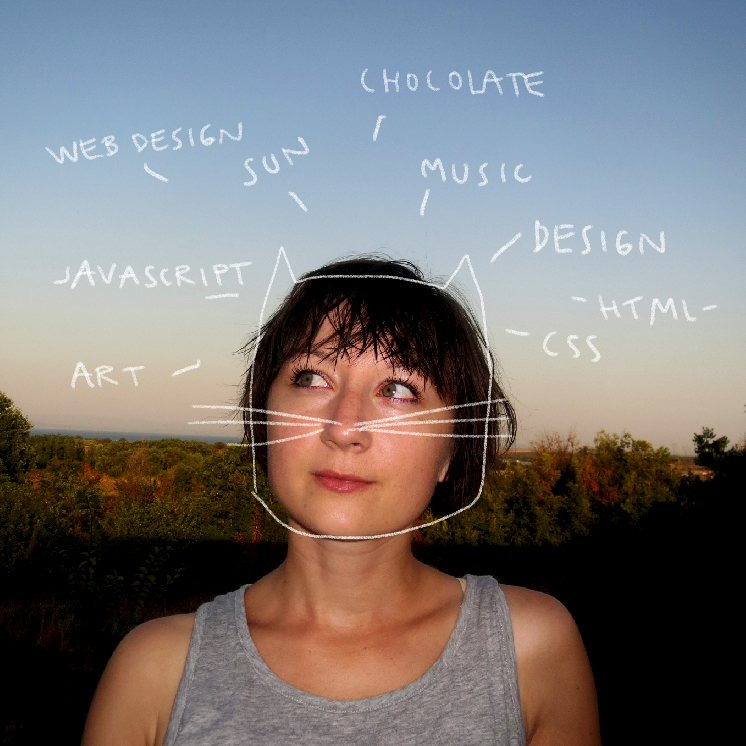 CHOCOLATE
WEB DESIGN
SUN
MUSIC
DESIGN
JAVASCRIPT
HTML
CSS
ART